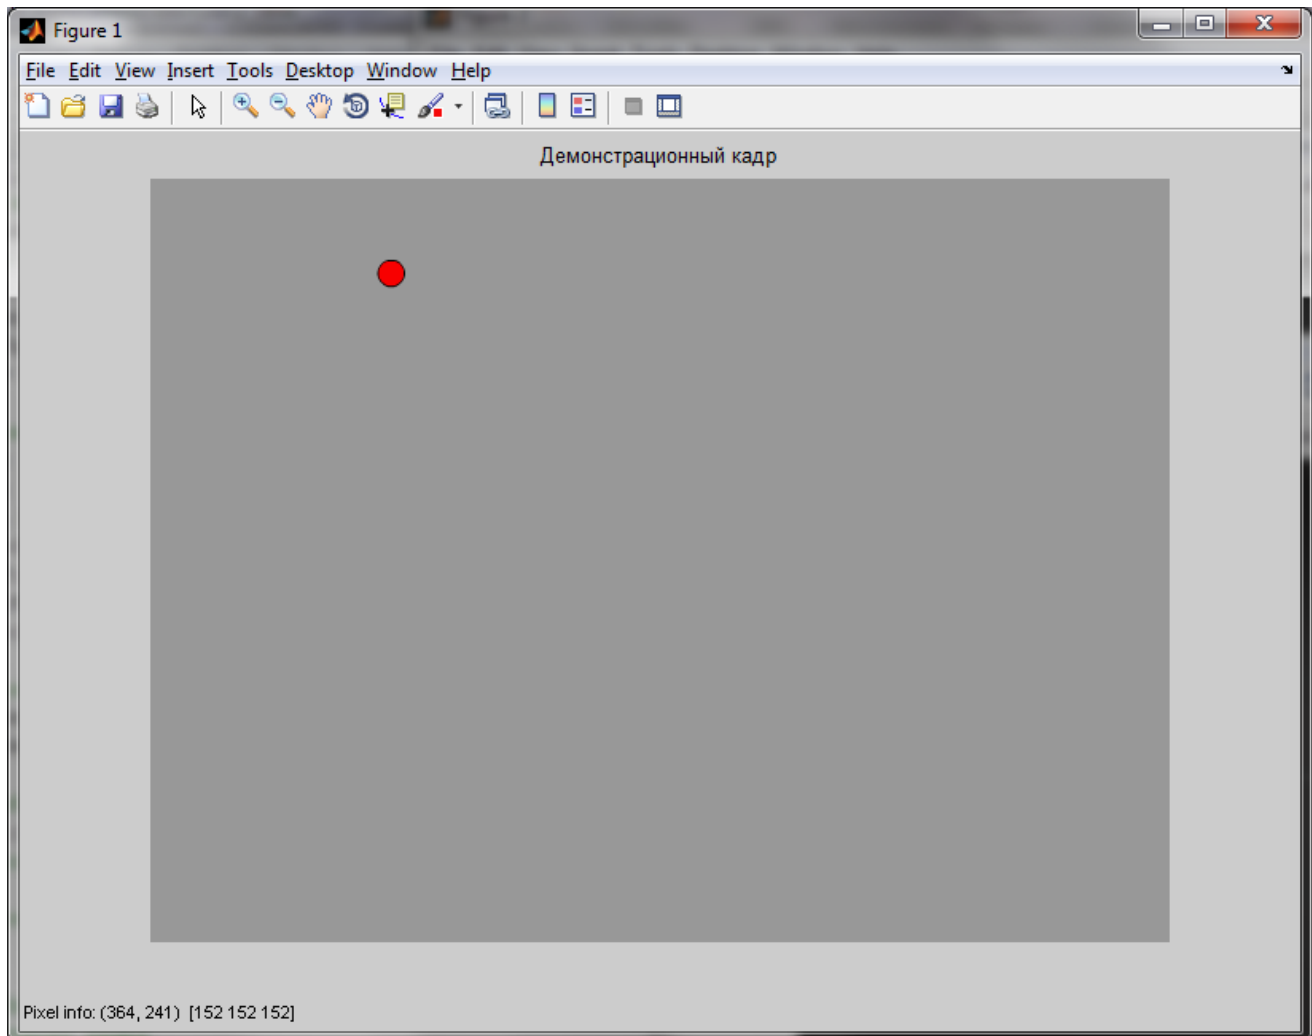 Figure 1
File Edit View Insert Tools Desktop Window Help
Демонстрационный кадр
Pixel info: (364, 241) [152 152 152]